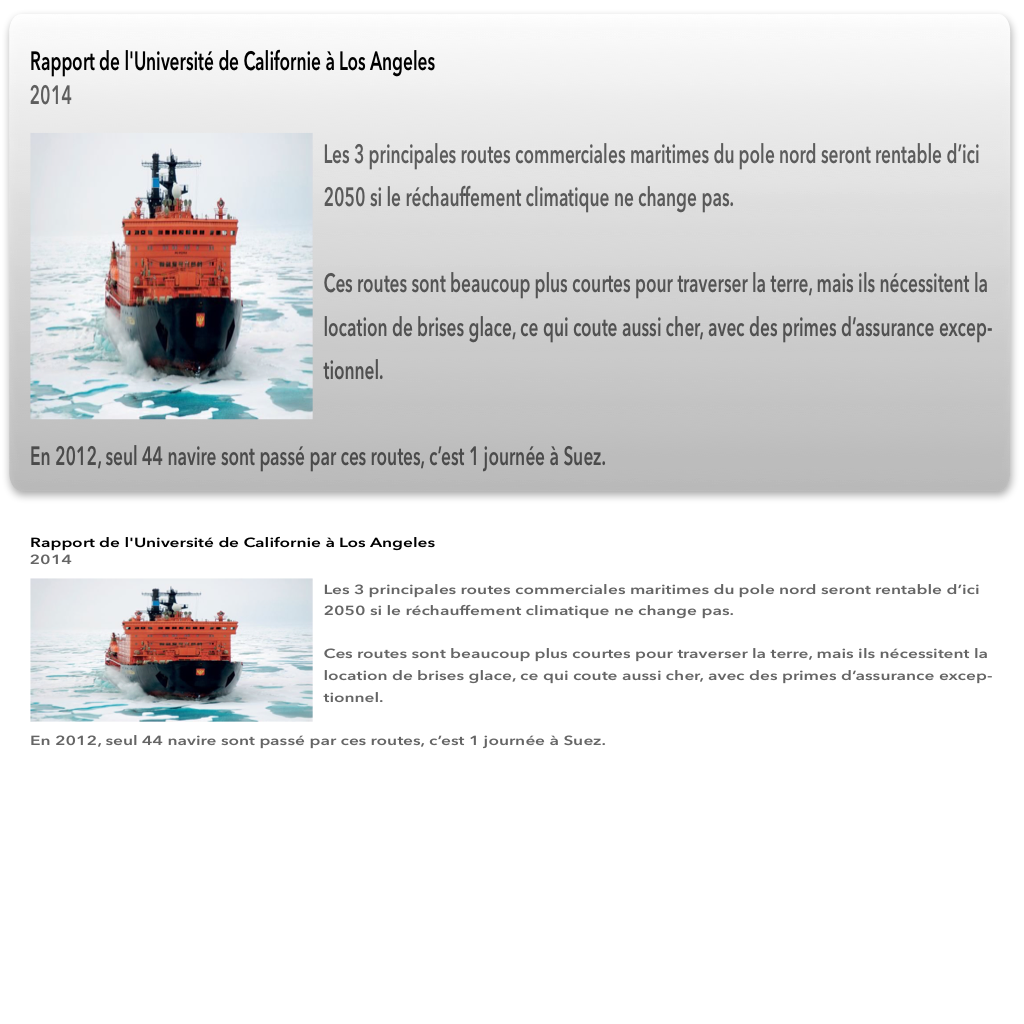 Rapport de l'Université de Californie à Los Angeles
2014
Les 3 principales routes commerciales maritimes du pole nord seront rentable d’ici
2050 si le réchauffement climatique ne change pas.
Ces routes sont beaucoup plus courtes pour traverser la terre, mais ils nécessitent la
location de brises glace, ce qui coute aussi cher, avec des primes d’assurance excep-
tionnel.
En 2012, seul 44 navire sont passé par ces routes, c’est 1 journée à Suez.
Rapport de l'Université de Californie à Los Angeles
2014
Les 3 principales routes commerciales maritimes du pole nord seront rentable d’ici
2050 si le réchauffement climatique ne change pas.
Ces routes sont beaucoup plus courtes pour traverser la terre, mais ils nécessitent la
location de brises glace, ce qui coute aussi cher, avec des primes d’assurance excep-
tionnel.
En 2012, seul 44 navire sont passé par ces routes, c’est 1 journée à Suez.